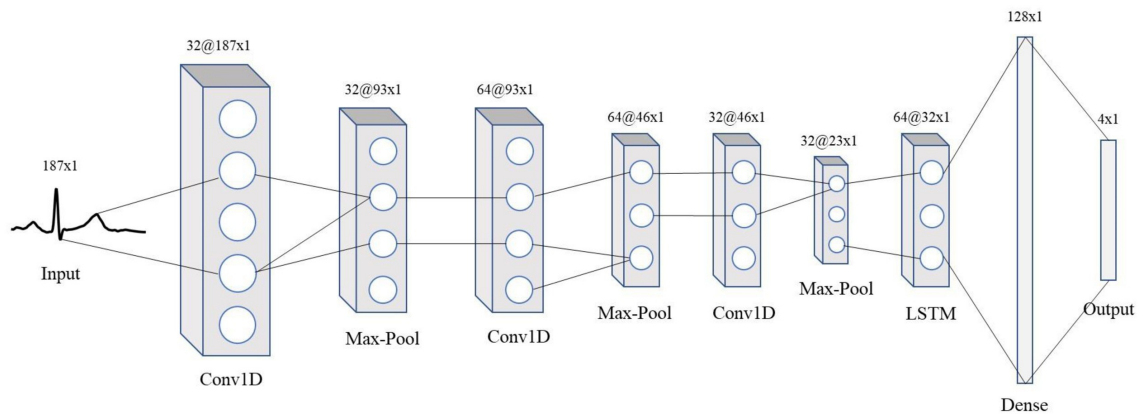 187x1
Input
32@187x1
Conv1D
32@93x1
Max-Pool
64@93x1
Conv1D
64@46x1
Max-Pool
32@46x1
Conv1D
32@23x1
Max-Pool
64@32x1
LSTM
128x1
Dense
4x1
Output